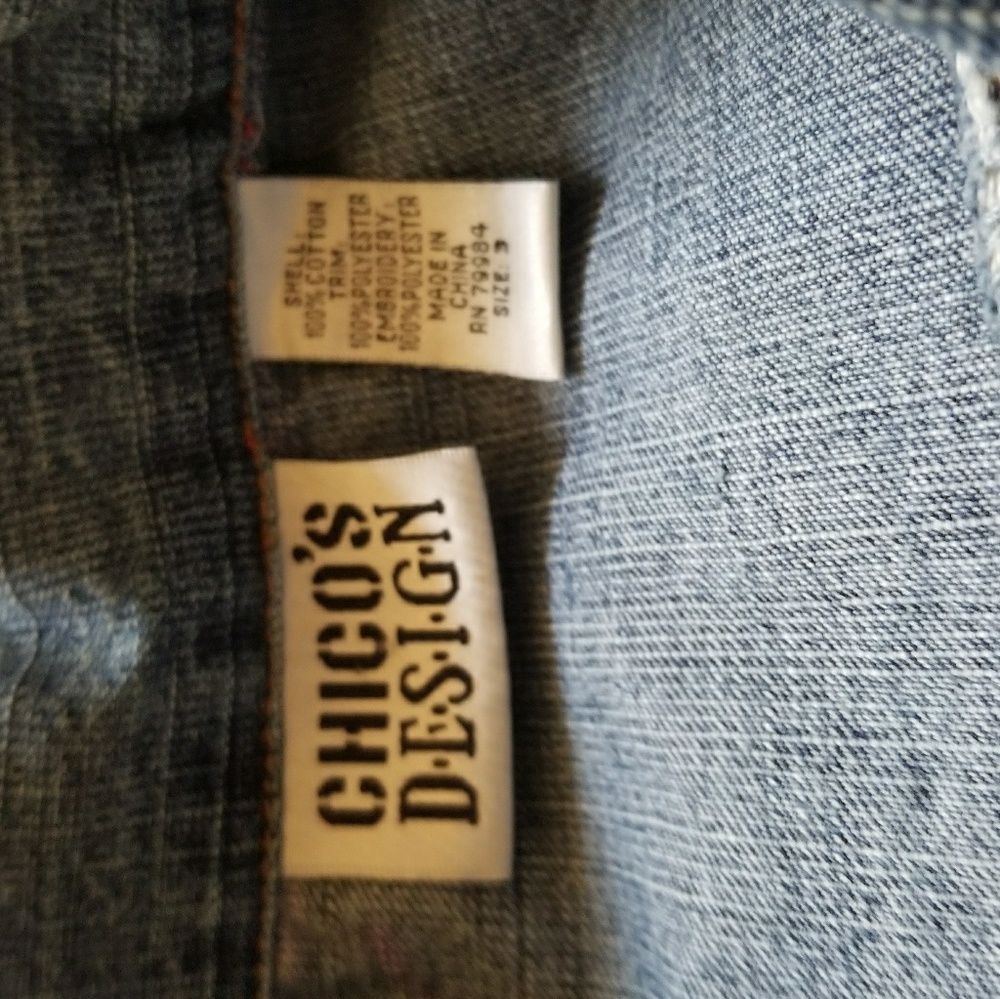 SHELL:
100% COTTON
TRIM:
100%POLYESTER
EMBROIDERY:
100%POLYESTER
MADE IN
CHINA
RN 79984
SIZE: 3
CHICO'S
D·E·S·I·G·N